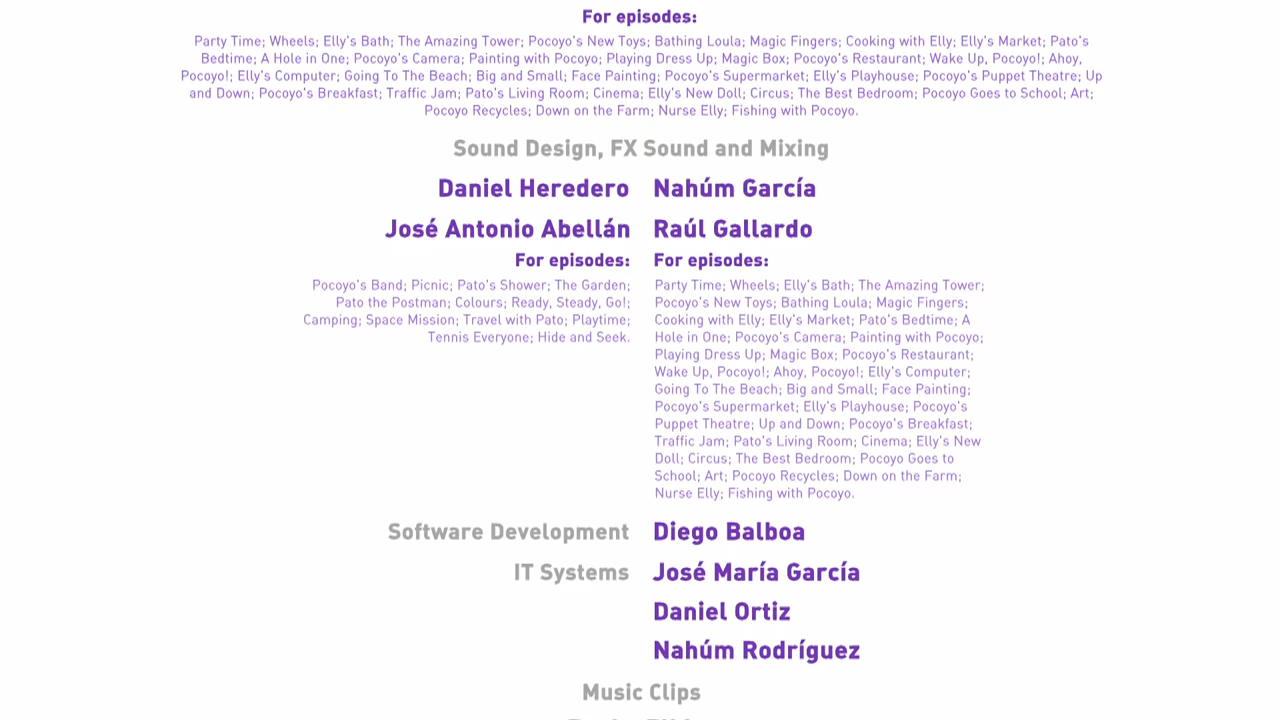 For episodes:
Party Time; Wheels; Elly's Bath; The Amazing Tower; Pocoyo's New Toys; Bathing Loula; Magic Fingers; Cooking with Elly; Elly's Market; Pato's
Bedtime; A Hole in One; Pocoyo's Camera; Painting with Pocoyo; Playing Dress Up; Magic Box; Pocoyo's Restaurant; Wake Up, Pocoyo!; Ahoy,
Pocoyo!; Elly's Computer; Going To The Beach; Big and Small; Face Painting; Pocoyo's Supermarket; Elly's Playhouse; Pocoyo's Puppet Theatre; Up
and Down; Pocoyo's Breakfast; Traffic Jam; Pato's Living Room; Cinema; Elly's New Doll; Circus; The Best Bedroom; Pocoyo Goes to School; Art;
Pocoyo Recycles; Down on the Farm; Nurse Elly; Fishing with Pocoyo.
Sound Design, FX Sound and Mixing
Daniel Heredero Nahúm García
José Antonio Abellán Raúl Gallardo
For episodes: For episodes:
Pocoyo's Band; Picnic; Pato's Shower; The Garden;
Pato the Postman; Colours; Ready, Steady, Go!;
Camping; Space Mission; Travel with Pato; Playtime;
Tennis Everyone; Hide and Seek.
Party Time; Wheels; Elly's Bath; The Amazing Tower;
Pocoyo's New Toys; Bathing Loula; Magic Fingers;
Cooking with Elly; Elly's Market; Pato's Bedtime; A
Hole in One; Pocoyo's Camera; Painting with Pocoyo;
Playing Dress Up; Magic Box; Pocoyo's Restaurant;
Wake Up, Pocoyo!; Ahoy, Pocoyo!; Elly's Computer;
Going To The Beach; Big and Small; Face Painting;
Pocoyo's Supermarket; Elly's Playhouse; Pocoyo's
Puppet Theatre; Up and Down; Pocoyo's Breakfast;
Traffic Jam; Pato's Living Room; Cinema; Elly's New
Doll; Circus; The Best Bedroom; Pocoyo Goes to
School; Art; Pocoyo Recycles; Down on the Farm;
Nurse Elly; Fishing with Pocoyo.
Software Development Diego Balboa
IT Systems José María García
Daniel Ortiz
Nahúm Rodríguez
Music Clips